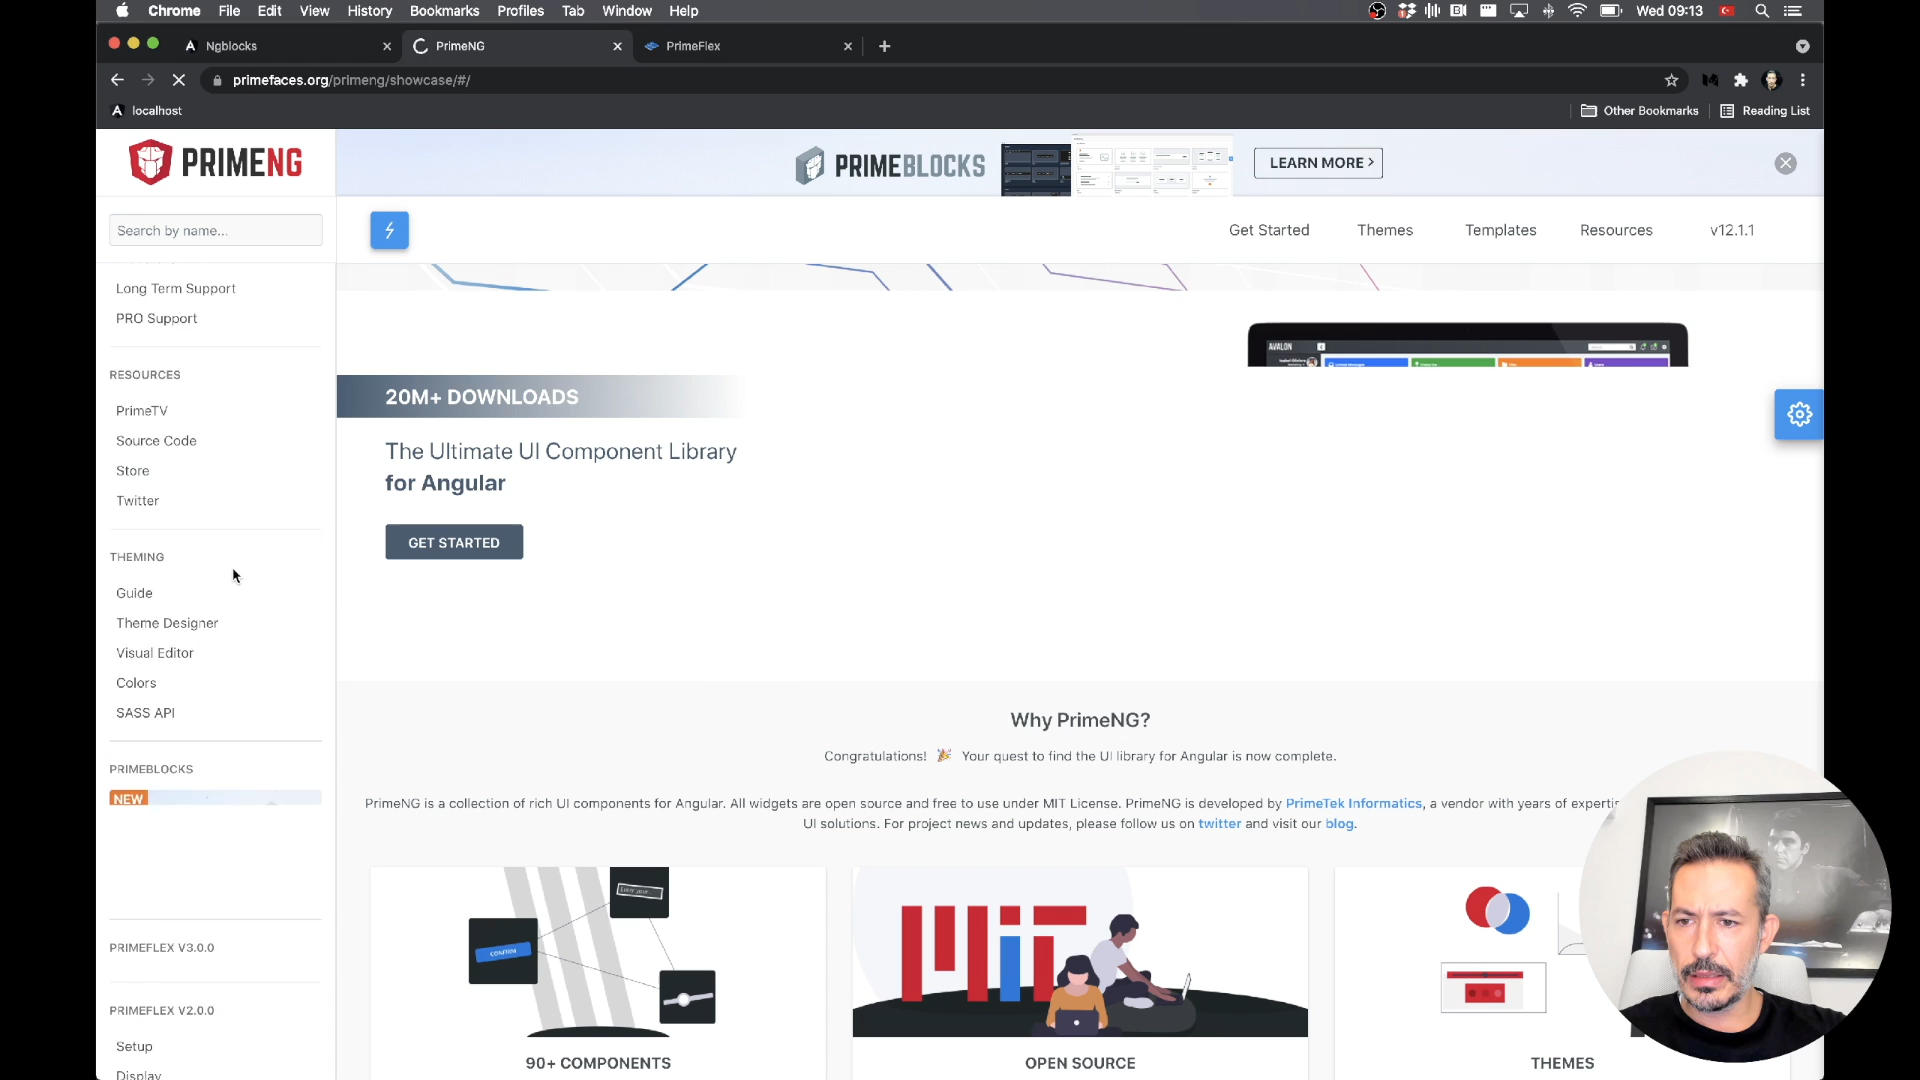 Chrome File Edit View History Bookmarks Profiles Tab Window Help Wed 09:13
Ngblocks PrimeNG PrimeFlex
primefaces.org/primeng/showcase/#/
localhost Other Bookmarks Reading List
PRIMENG PRIMEBLOCKS LEARN MORE
Search by name... Get Started Themes Templates Resources v12.1.1
Long Term Support
PRO Support
RESOURCES
PrimeTV
Source Code
Store
Twitter
THEMING
Guide
Theme Designer
Visual Editor
Colors
SASS API
PRIMEBLOCKS
NEW
PRIMEFLEX V3.0.0
PRIMEFLEX V2.0.0
Setup
Display
AVALON
20M+ DOWNLOADS
The Ultimate UI Component Library
for Angular
GET STARTED
Why PrimeNG?
Congratulations! 🎉 Your quest to find the UI library for Angular is now complete.
PrimeNG is a collection of rich UI components for Angular. All widgets are open source and free to use under MIT License. PrimeNG is developed by PrimeTek Informatics, a vendor with years of
UI solutions. For project news and updates, please follow us on twitter and visit our blog.
CONFIRM
MIT
90+ COMPONENTS OPEN SOURCE THEMES